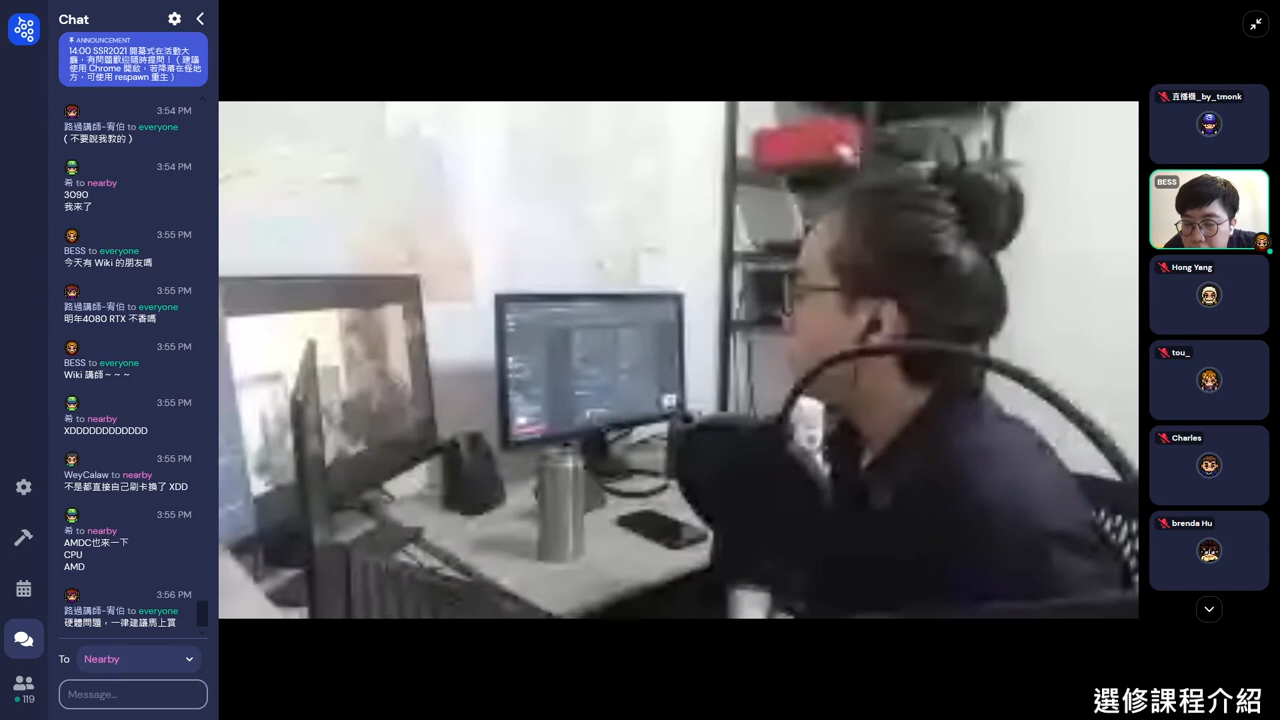 Chat
ANNOUNCEMENT
14:00 SSR2021 開幕式在活動大
廳，有問題歡迎隨時提問！（建議
使用 Chrome 開啟，若降落在怪地
方，可使用 respawn 重生）
3:54 PM
路過講師-宥伯 to everyone
( 不要說我教的 )
3:54 PM
希 to nearby
3090
我來了
3:55 PM
BESS to everyone
今天有 Wiki 的朋友嗎
3:55 PM
路過講師-宥伯 to everyone
明年4080 RTX 不香嗎
3:55 PM
BESS to everyone
Wiki 講師～～～
3:55 PM
希 to nearby
XDDDDDDDDDDDD
3:55 PM
WeyCalaw to nearby
不是都直接自己刷卡換了 XDD
3:55 PM
希 to nearby
AMDC也來一下
CPU
AMD
3:56 PM
路過講師-宥伯 to everyone
硬體問題，一律建議馬上買
To Nearby
Message...
119
直播機_by_tmonk
BESS
Hong Yang
tou_
Charles
brenda Hu
選修課程介紹